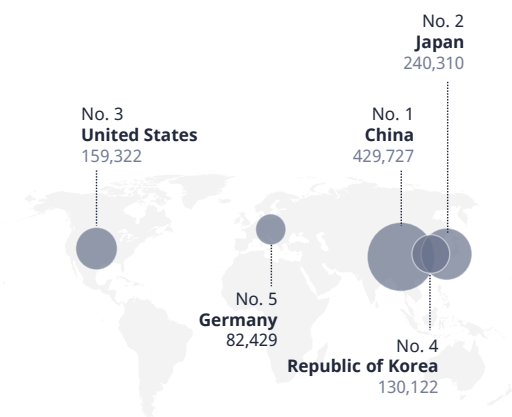 No. 2
Japan
240,310
No. 3
United States
159,322
No. 1
China
429,727
No. 5
Germany
82,429
No. 4
Republic of Korea
130,122